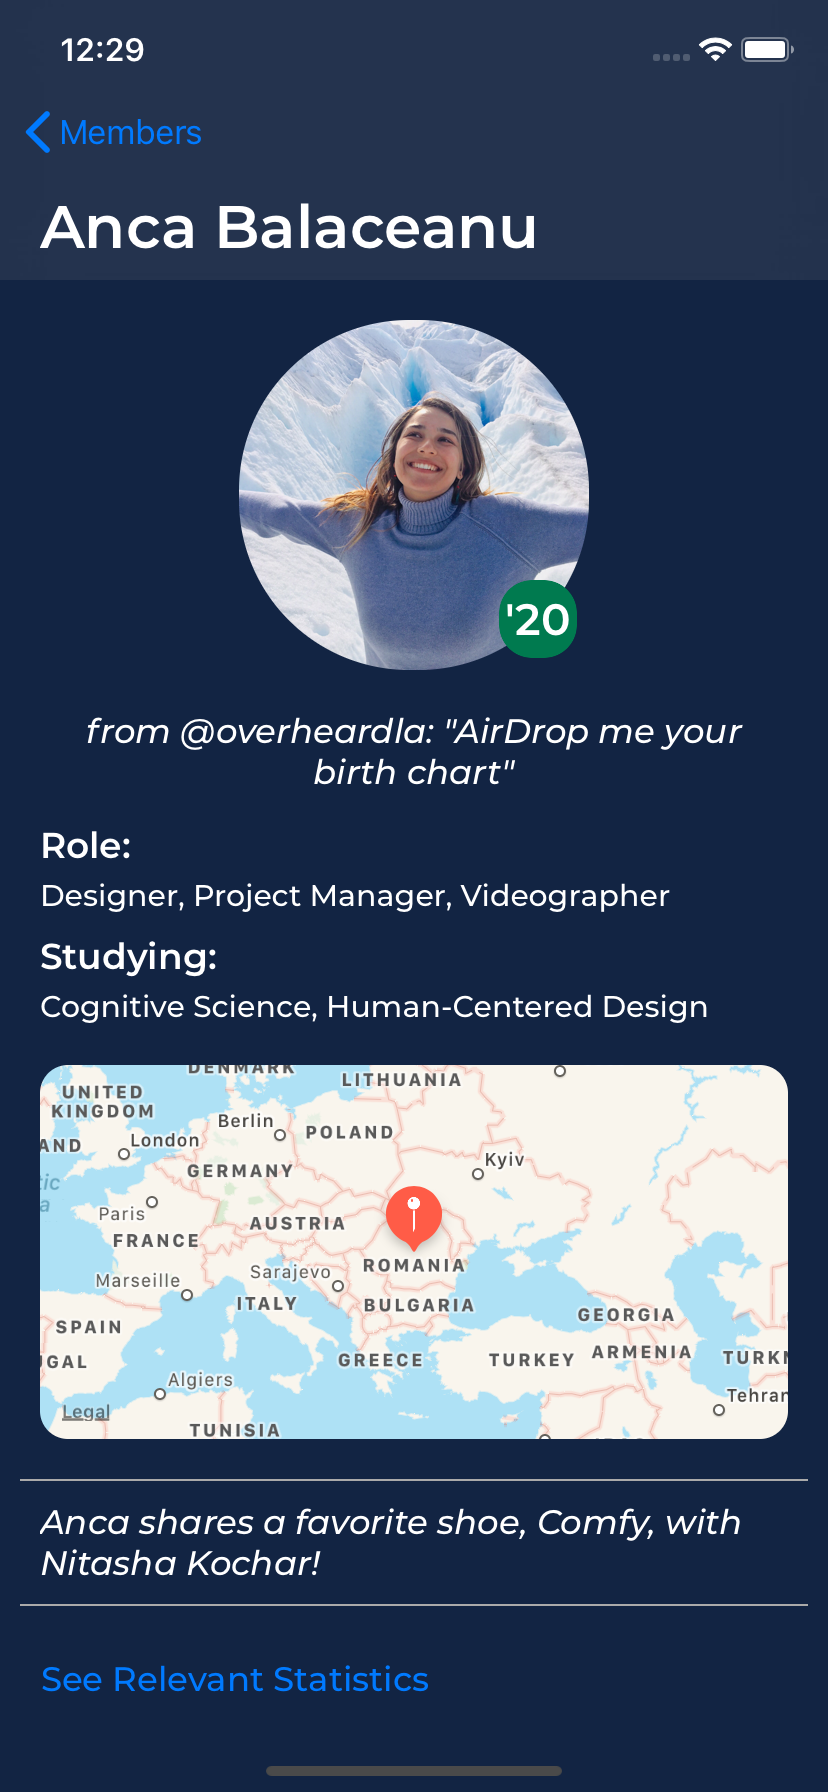 12:29
Members
Anca Balaceanu
'20
from @overheardla: "AirDrop me your
birth chart"
Role:
Designer, Project Manager, Videographer
Studying:
Cognitive Science, Human-Centered Design
DENMARK
LITHUANIA
UNITED
KINGDOM
Berlin
POLAND
AND
London
Kyiv
GERMANY
tic
a
Paris
AUSTRIA
FRANCE
Sarajevo
ROMANIA
Marseille
ITALY
BULGARIA
GEORGIA
SPAIN
ARMENIA
GAL
GREECE
TURKEY
TURK
Algiers
Tehran
Legal
TUNISIA
Anca shares a favorite shoe, Comfy, with
Nitasha Kochar!
See Relevant Statistics